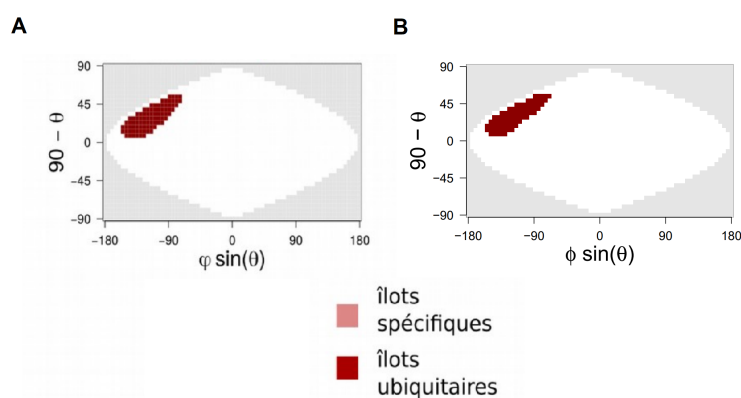 A
B
90
45
0
−45
−90
90 − θ
−180
−90
0
90
180
φ sin(θ)
90
45
0
−45
−90
90 − θ
−180
−90
0
90
180
ϕ sin(θ)
îlots
spécifiques
îlots
ubiquitaires